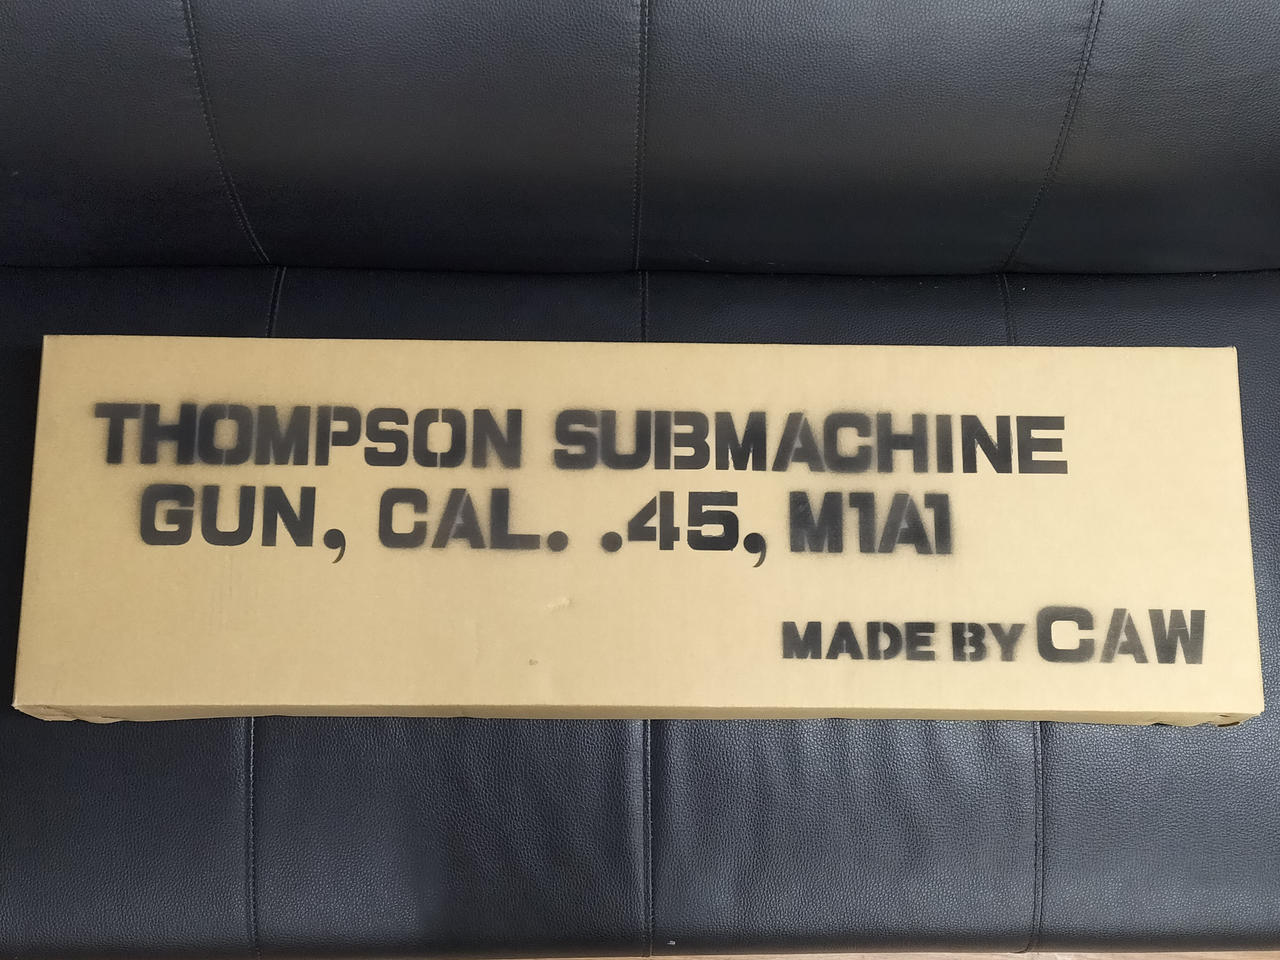 THOMPSON SUBMACHINE
GUN, CAL. .45, M1A1
MADE BY CAW